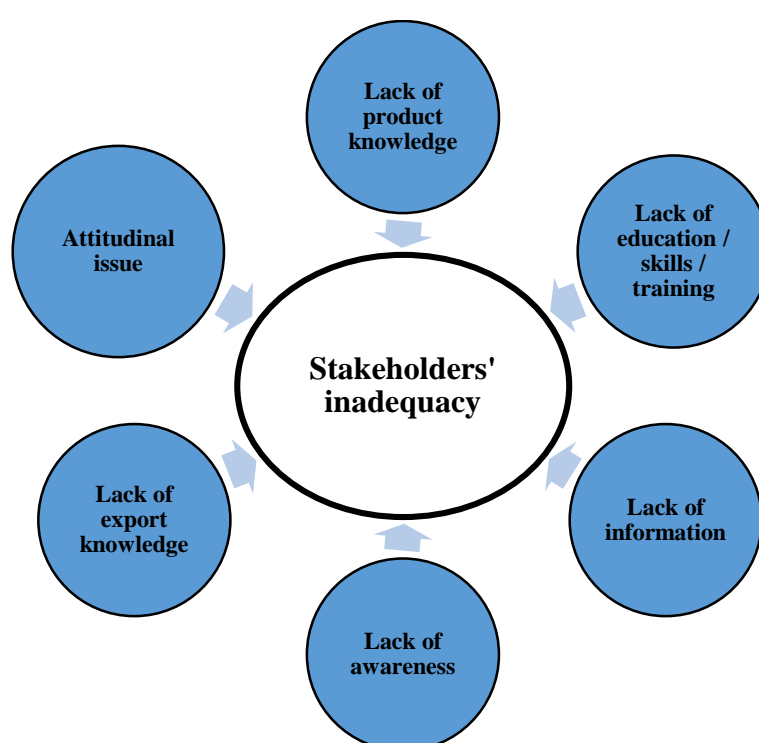 Lack of
product
knowledge
Attitudinal
issue
Lack of
education /
skills /
training
Stakeholders'
inadequacy
Lack of
export
knowledge
Lack of
information
Lack of
awareness